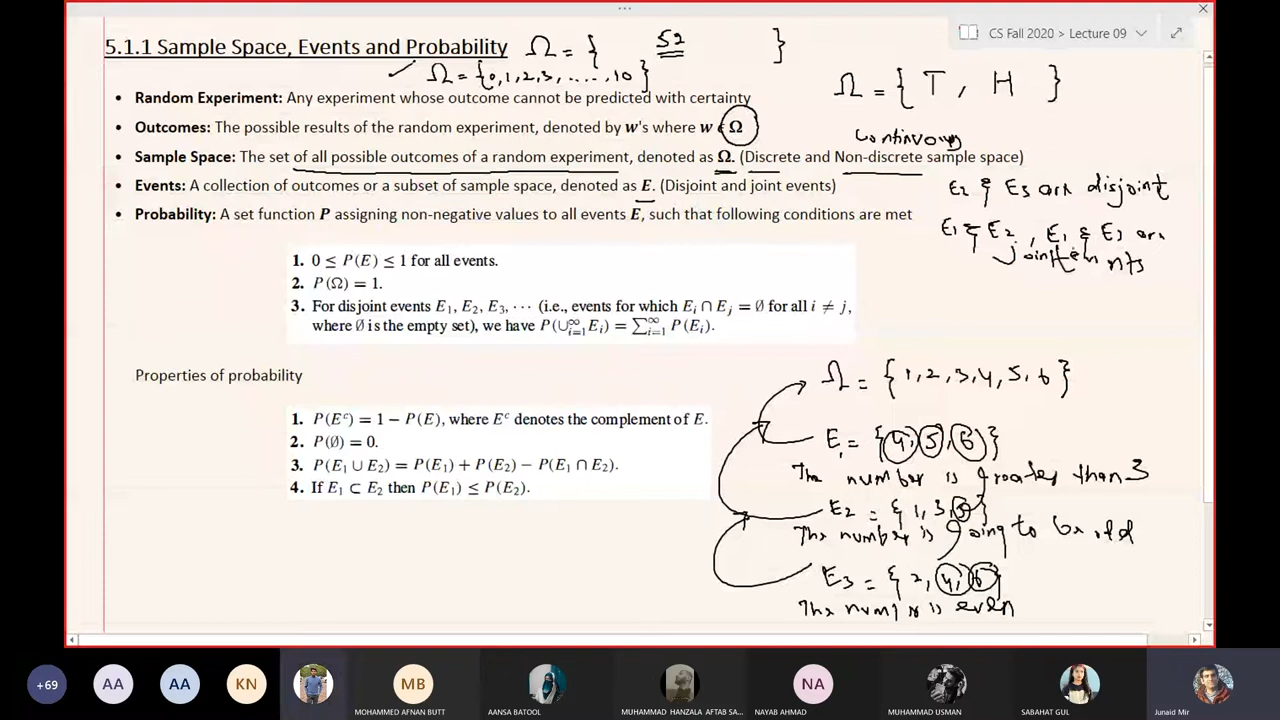 CS Fall 2020 > Lecture 09
5.1.1 Sample Space, Events and Probability Ω = { 52 }
Ω = {0,1,2,3, ....., 10}
Ω = { T , H }
• Random Experiment: Any experiment whose outcome cannot be predicted with certainty
• Outcomes: The possible results of the random experiment, denoted by w's where w ϵ Ω
continuous
• Sample Space: The set of all possible outcomes of a random experiment, denoted as Ω. (Discrete and Non-discrete sample space)
• Events: A collection of outcomes or a subset of sample space, denoted as E. (Disjoint and joint events)
E2 & E3 are disjoint
• Probability: A set function P assigning non-negative values to all events E, such that following conditions are met
E1 & E2 , E1 & E3 are
joint
1. 0 ≤ P(E) ≤ 1 for all events.
2. P(Ω) = 1.
3. For disjoint events E₁, E₂, E₃, ··· (i.e., events for which Eᵢ ∩ Eⱼ = Ø for all i ≠ j,
where Ø is the empty set), we have P(∪ᵢ₌₁^∞ Eᵢ) = ∑ᵢ₌₁^∞ P(Eᵢ).
Properties of probability
Ω = {1,2,3,4,5,6}
1. P(Eᶜ) = 1 − P(E), where Eᶜ denotes the complement of E.
2. P(Ø) = 0.
3. P(E₁ ∪ E₂) = P(E₁) + P(E₂) − P(E₁ ∩ E₂).
4. If E₁ ⊂ E₂ then P(E₁) ≤ P(E₂).
E1 = {4,5,6}
The number is greater than 3
E2 = {1,3,5}
The number is going to be odd
E3 = {2,4,6}
The is even
+69
AA
AA
KN
MB
NA
MOHAMMED AFNAN BUTT
AANSA BATOOL
MUHAMMAD HANZALA AFTAB SA...
NAYAB AHMAD
MUHAMMAD USMAN
SABAHAT GUL
Junaid Mir